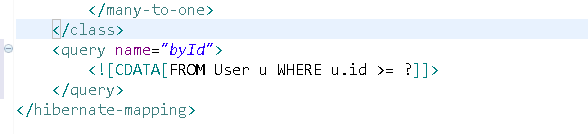 </many-to-one>
</class>
<query name="byId">
<![CDATA[FROM User u WHERE u.id >= ?]]>
</query>
</hibernate-mapping>